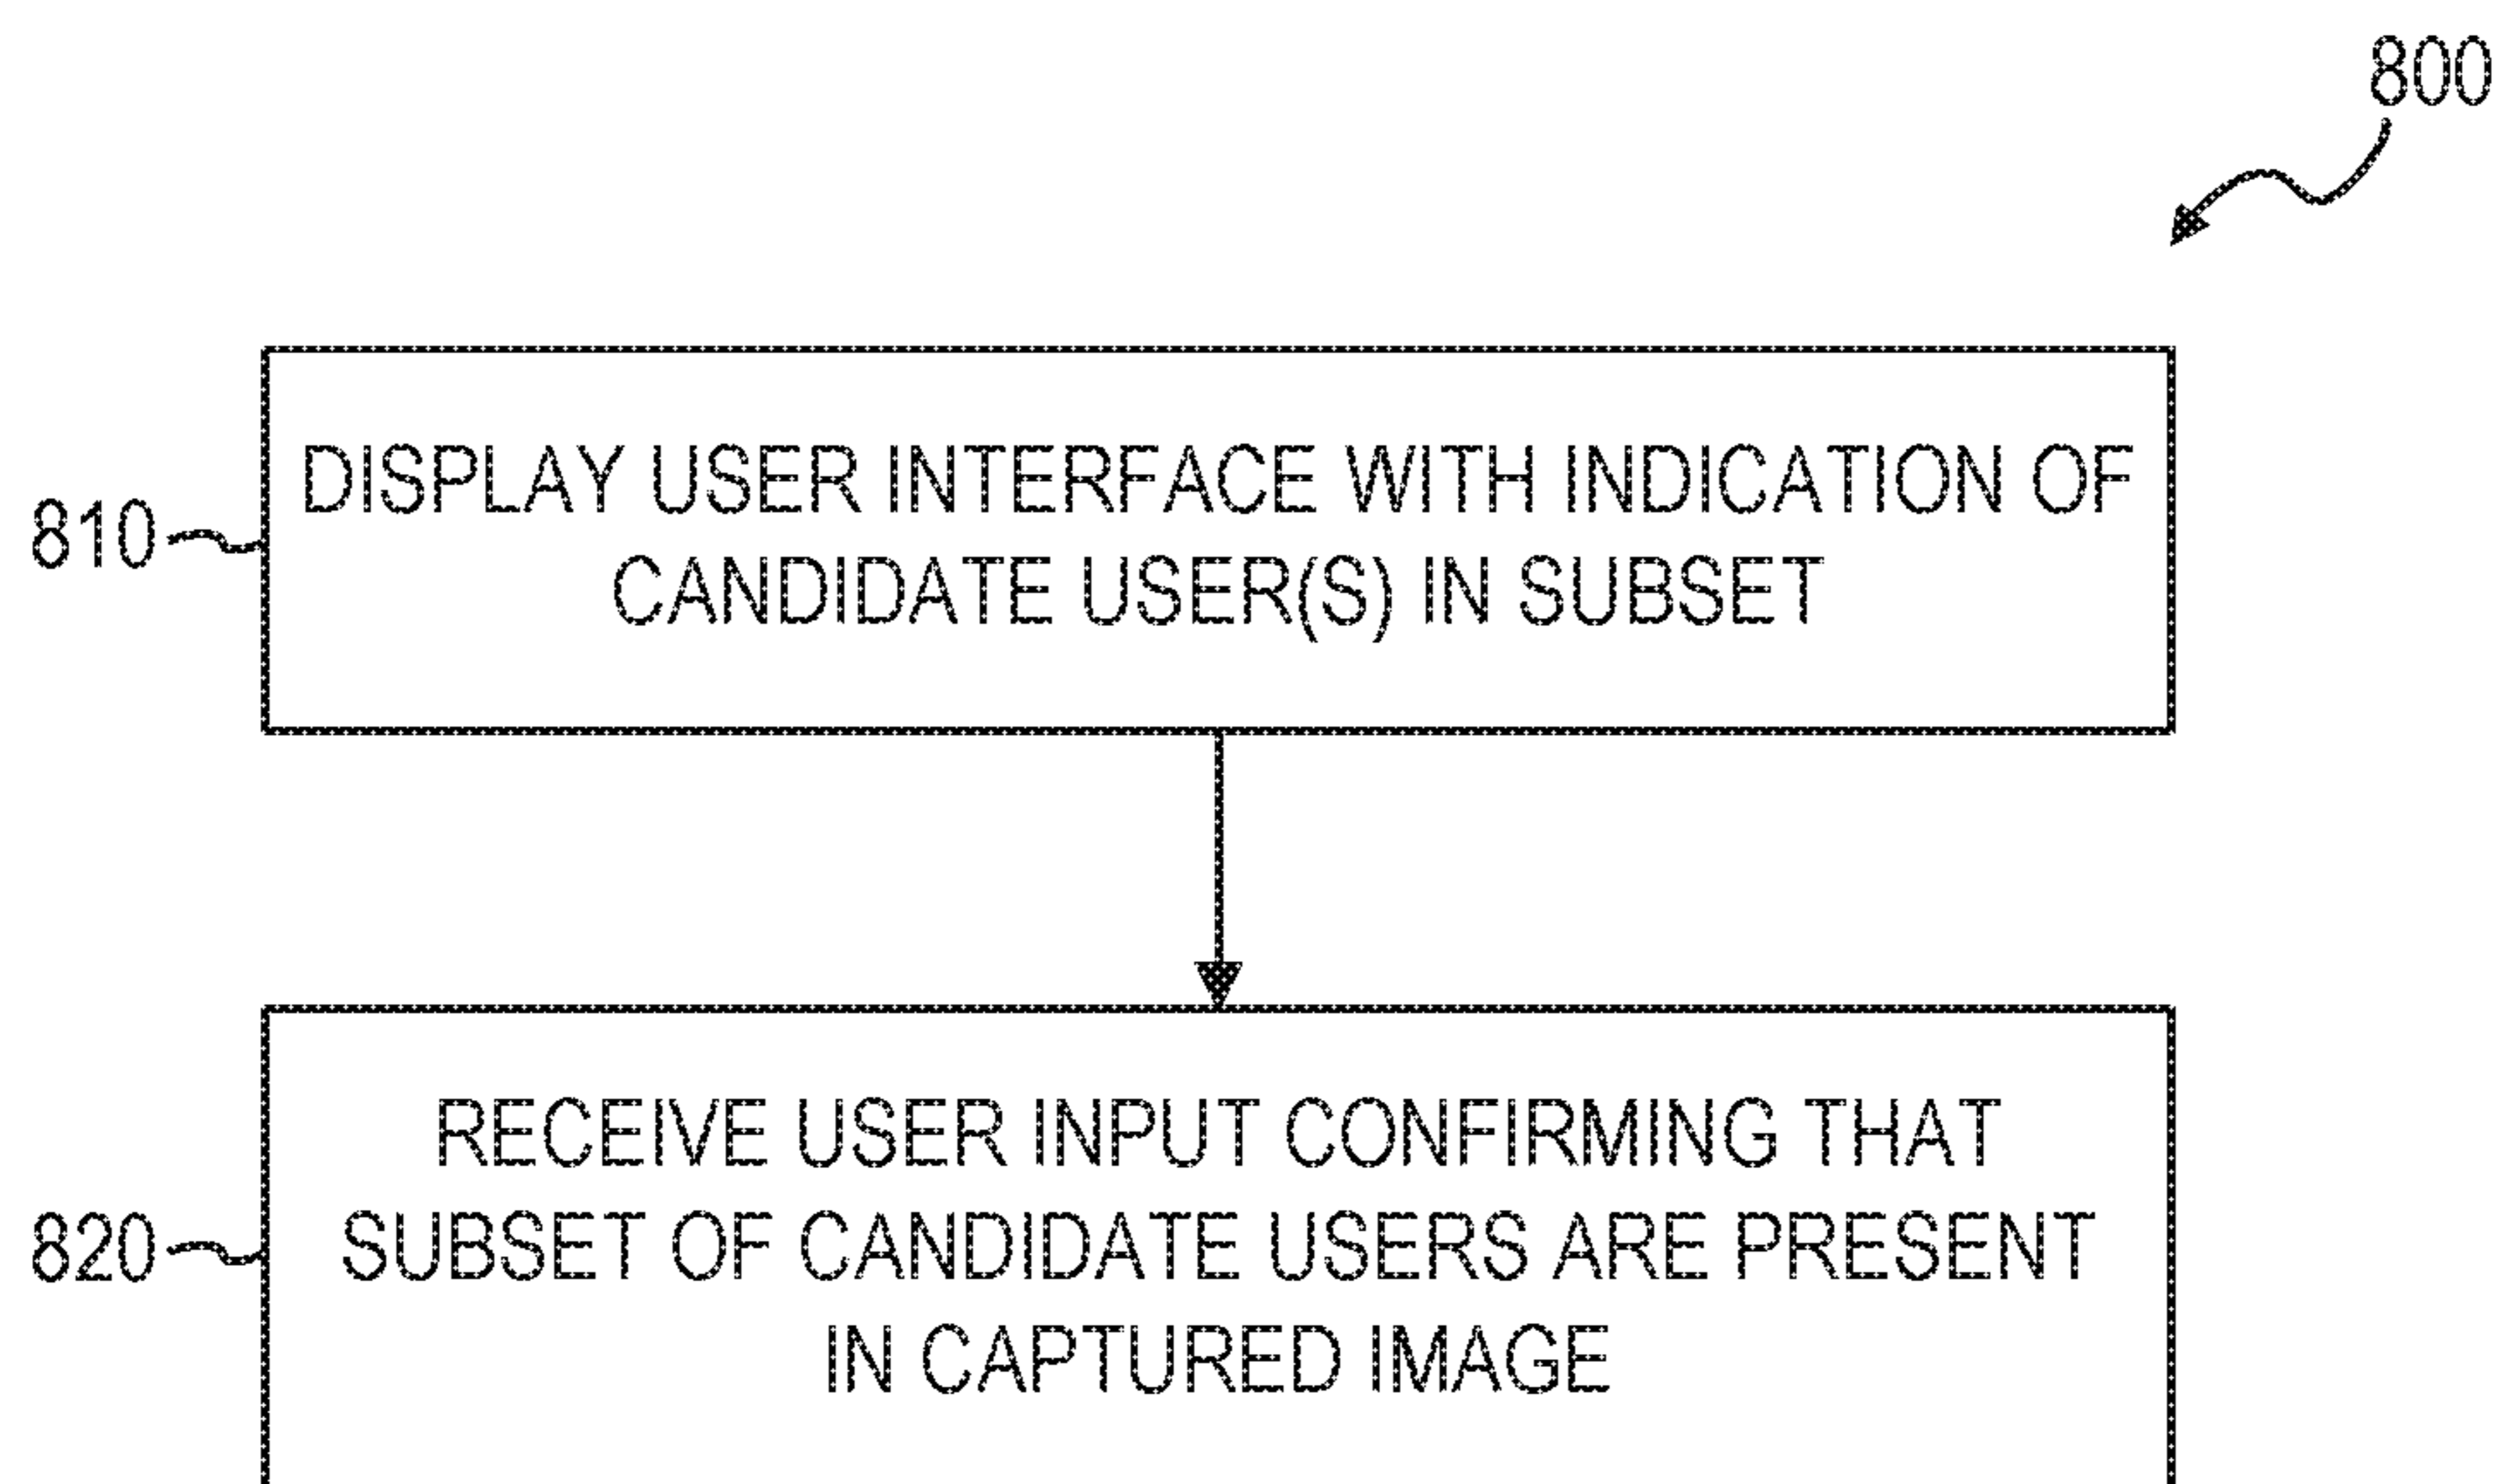 800
810
DISPLAY USER INTERFACE WITH INDICATION OF
CANDIDATE USER(S) IN SUBSET
820
RECEIVE USER INPUT CONFIRMING THAT
SUBSET OF CANDIDATE USERS ARE PRESENT
IN CAPTURED IMAGE